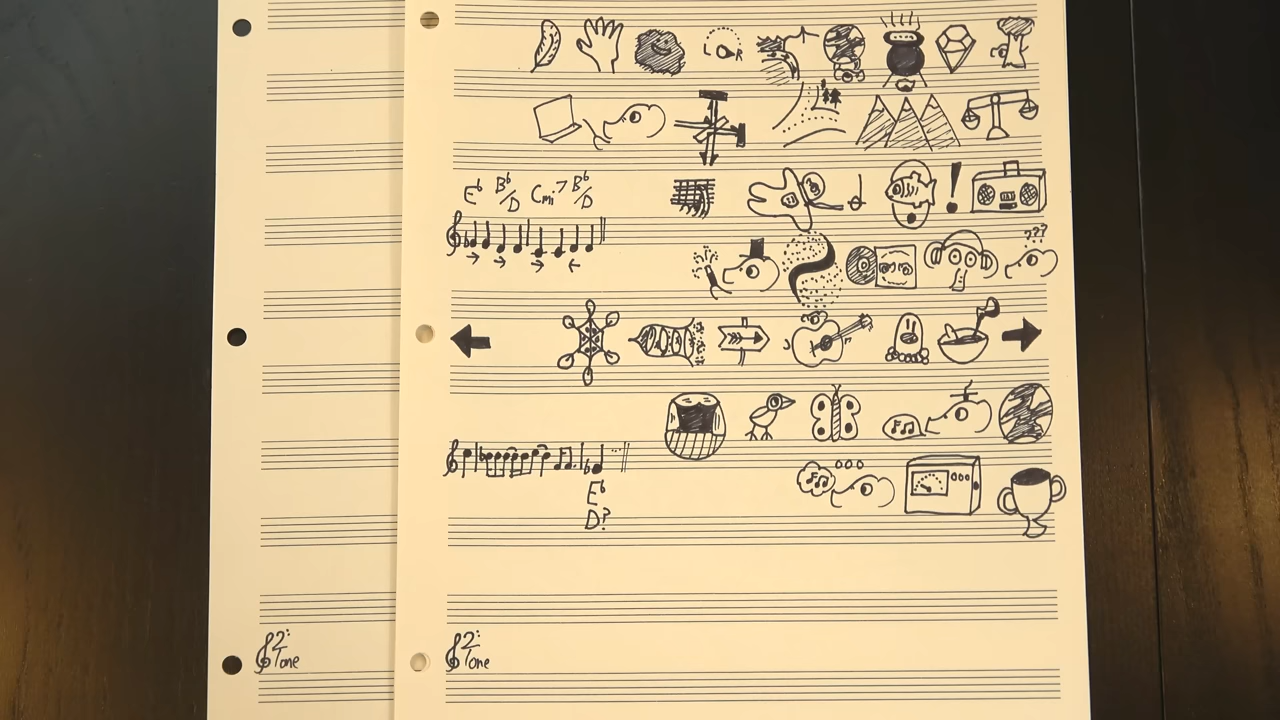 L R
E♭ B♭/D Cmi7 B♭/D
!
???
E♭
D?
2: Tone
2: Tone